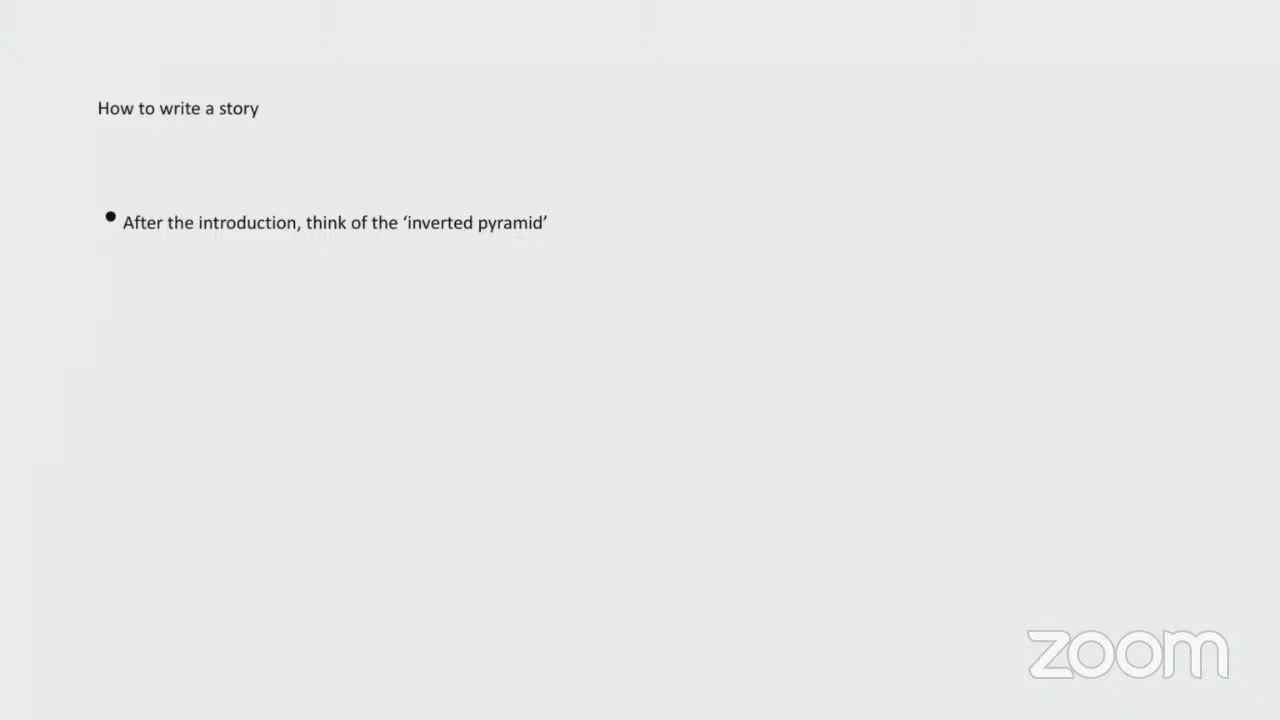 How to write a story
• After the introduction, think of the ‘inverted pyramid’
zoom